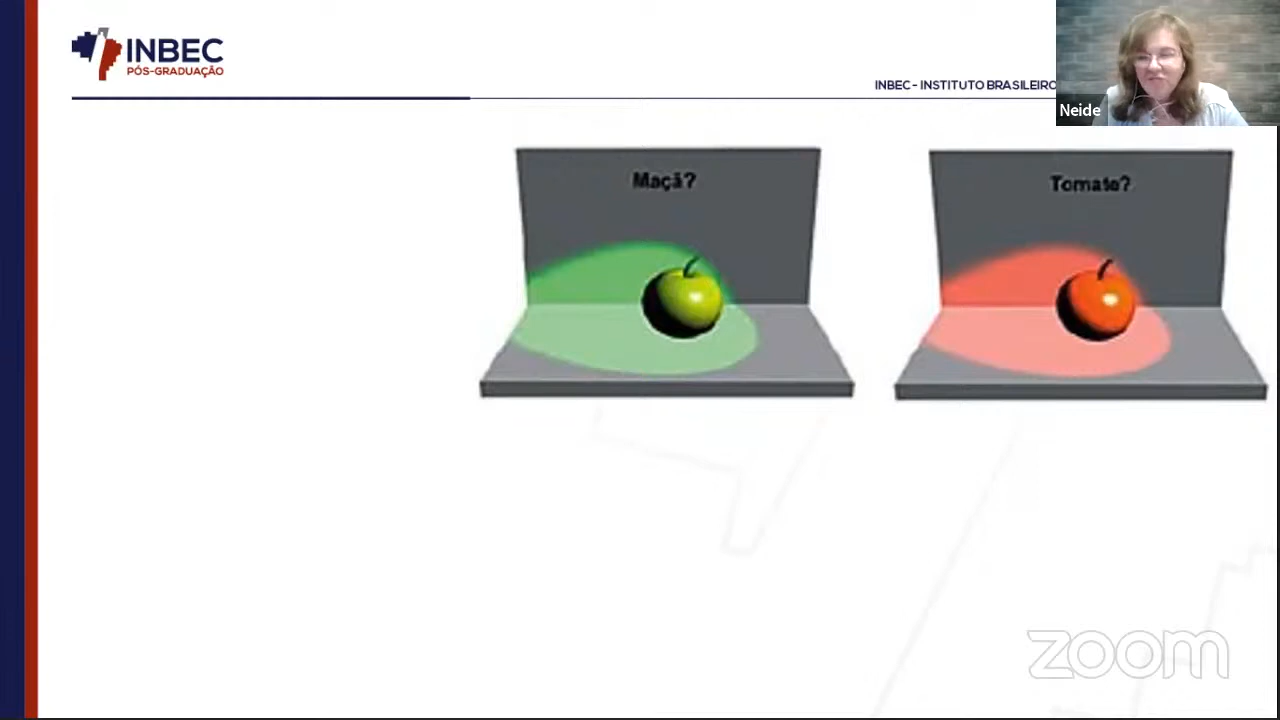 INBEC
PÓS-GRADUAÇÃO
INBEC - INSTITUTO BRASILEIRO
Neide
Maçã?
Tomate?
zoom